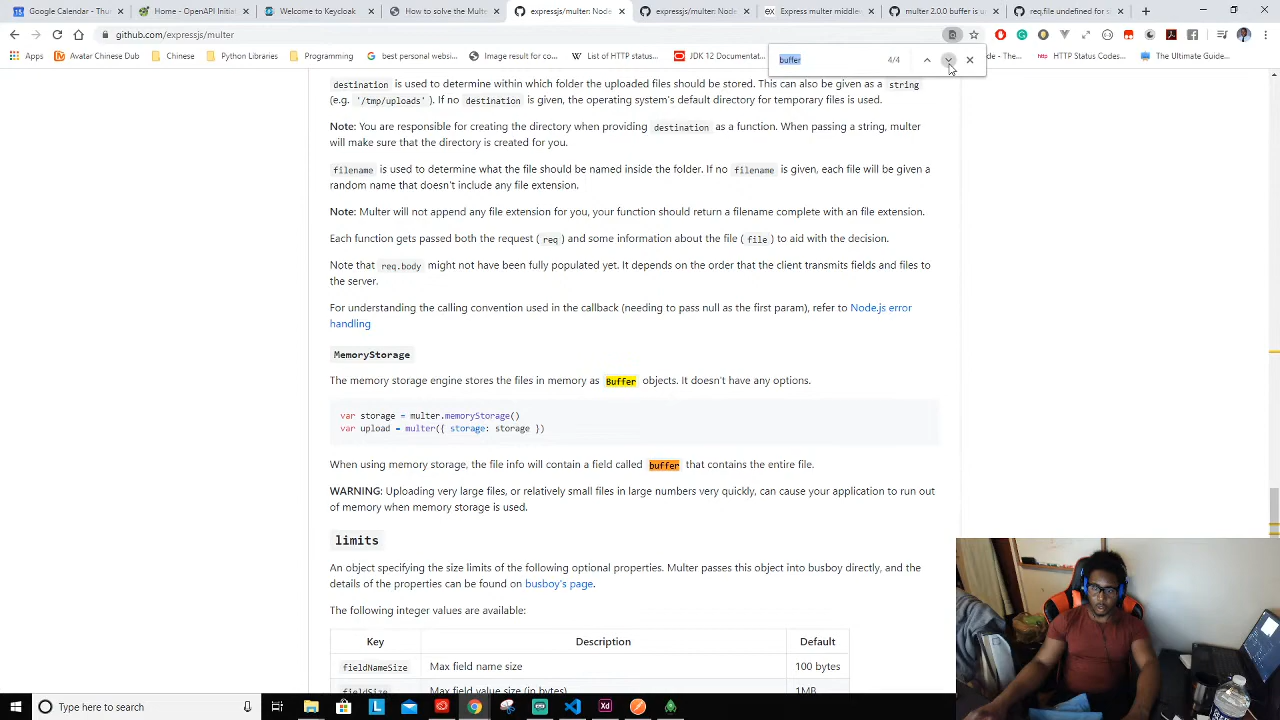 Google Calendar - Thursd
Home - OpenAPI Initiati
Welcome to Cloakcode
How to solve the Multe
expressjs/multer: Node
expressjs/multer: Node
Express multer middlew
multer 2.0.0 buffer is u
req.file undefined for s
github.com/expressjs/multer
Apps
Avatar Chinese Dub
Chinese
Python Libraries
Programming
best personal websi...
Image result for co...
List of HTTP status...
JDK 12 Documentat...
de - The...
HTTP Status Codes...
The Ultimate Guide...
buffer
4/4
destination is used to determine within which folder the uploaded files should be stored. This can also be given as a string
(e.g. '/tmp/uploads' ). If no destination is given, the operating system's default directory for temporary files is used.
Note: You are responsible for creating the directory when providing destination as a function. When passing a string, multer
will make sure that the directory is created for you.
filename is used to determine what the file should be named inside the folder. If no filename is given, each file will be given a
random name that doesn't include any file extension.
Note: Multer will not append any file extension for you, your function should return a filename complete with an file extension.
Each function gets passed both the request ( req ) and some information about the file ( file ) to aid with the decision.
Note that req.body might not have been fully populated yet. It depends on the order that the client transmits fields and files to
the server.
For understanding the calling convention used in the callback (needing to pass null as the first param), refer to Node.js error
handling
MemoryStorage
The memory storage engine stores the files in memory as Buffer objects. It doesn't have any options.
var storage = multer.memoryStorage()
var upload = multer({ storage: storage })
When using memory storage, the file info will contain a field called buffer that contains the entire file.
WARNING: Uploading very large files, or relatively small files in large numbers very quickly, can cause your application to run out
of memory when memory storage is used.
limits
An object specifying the size limits of the following optional properties. Multer passes this object into busboy directly, and the
details of the properties can be found on busboy's page.
The following integer values are available:
Key Description Default
fieldNameSize Max field name size 100 bytes
fieldSize Max field value size (in bytes) 1MB
Type here to search